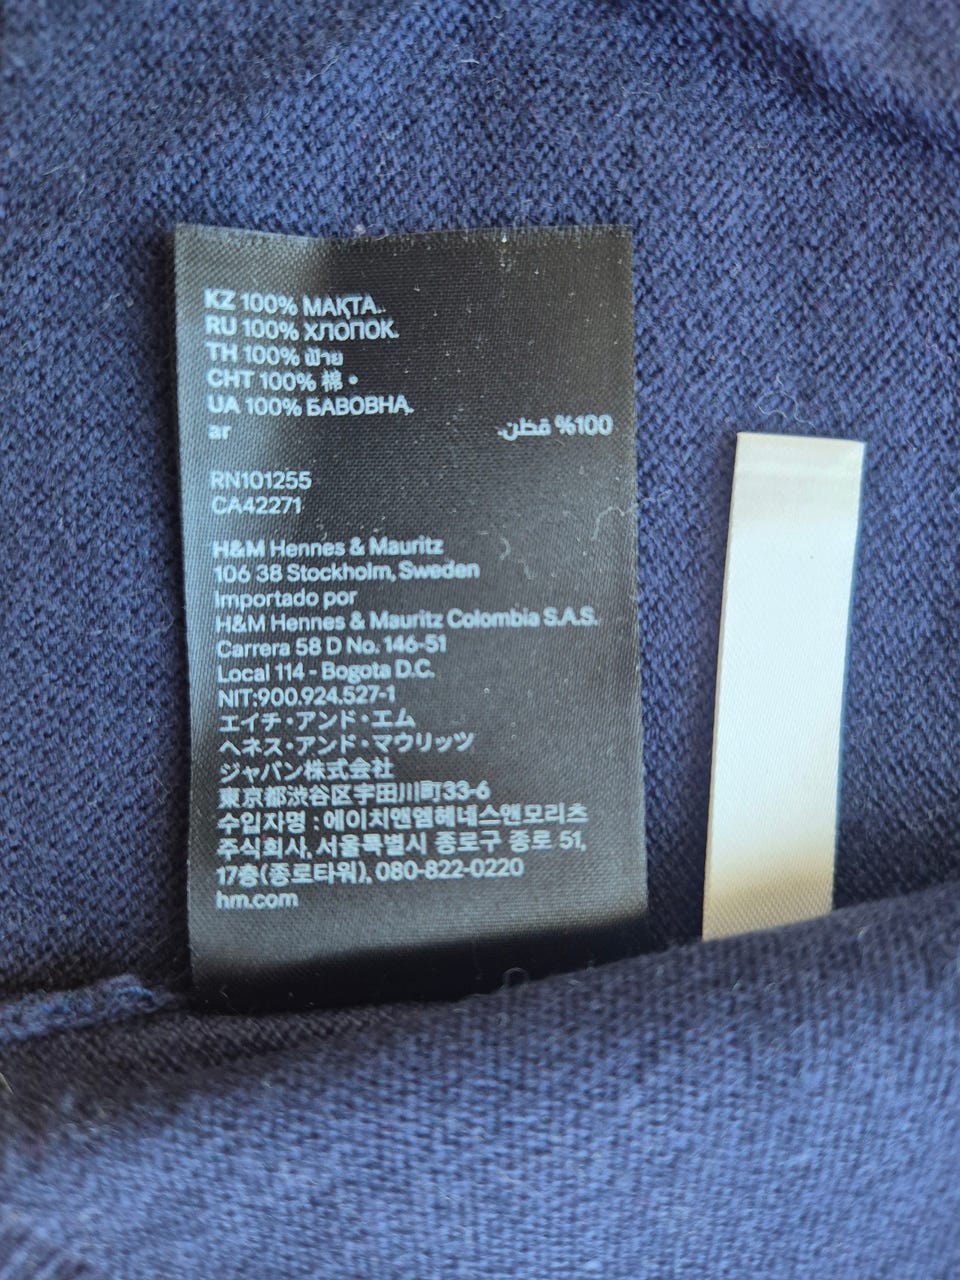 KZ 100% МАҚТА.
RU 100% ХЛОПОК.
TH 100% ฝ้าย
CHT 100% 棉。
UA 100% БАВОВНА.
ar 100% قطن.
RN101255
CA42271
H&M Hennes & Mauritz
106 38 Stockholm, Sweden
Importado por
H&M Hennes & Mauritz Colombia S.A.S.
Carrera 58 D No. 146-51
Local 114 - Bogota D.C.
NIT:900.924.527-1
エイチ・アンド・エム
ヘネス・アンド・マウリッツ
ジャパン株式会社
東京都渋谷区宇田川町33-6
수입자명 : 에이치앤엠헤네스앤모리츠
주식회사, 서울특별시 종로구 종로 51,
17층(종로타워), 080-822-0220
hm.com